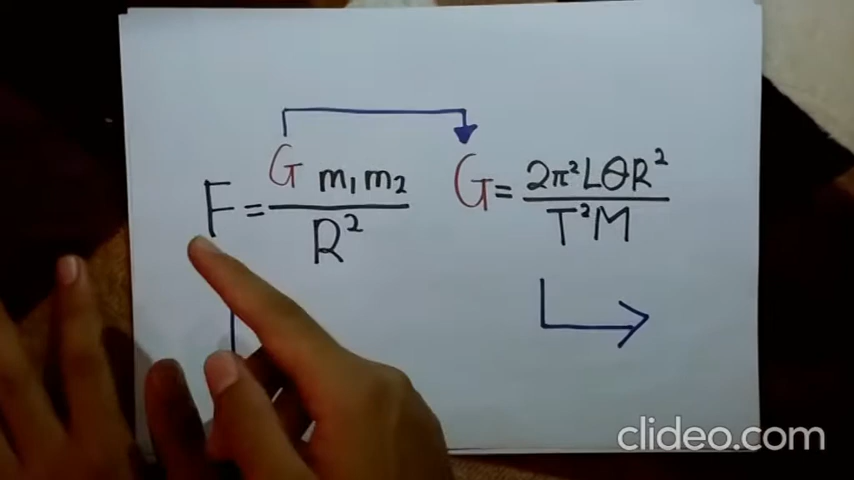 F = G m₁m₂ / R²
G = 2π²LθR² / T²M
clideo.com